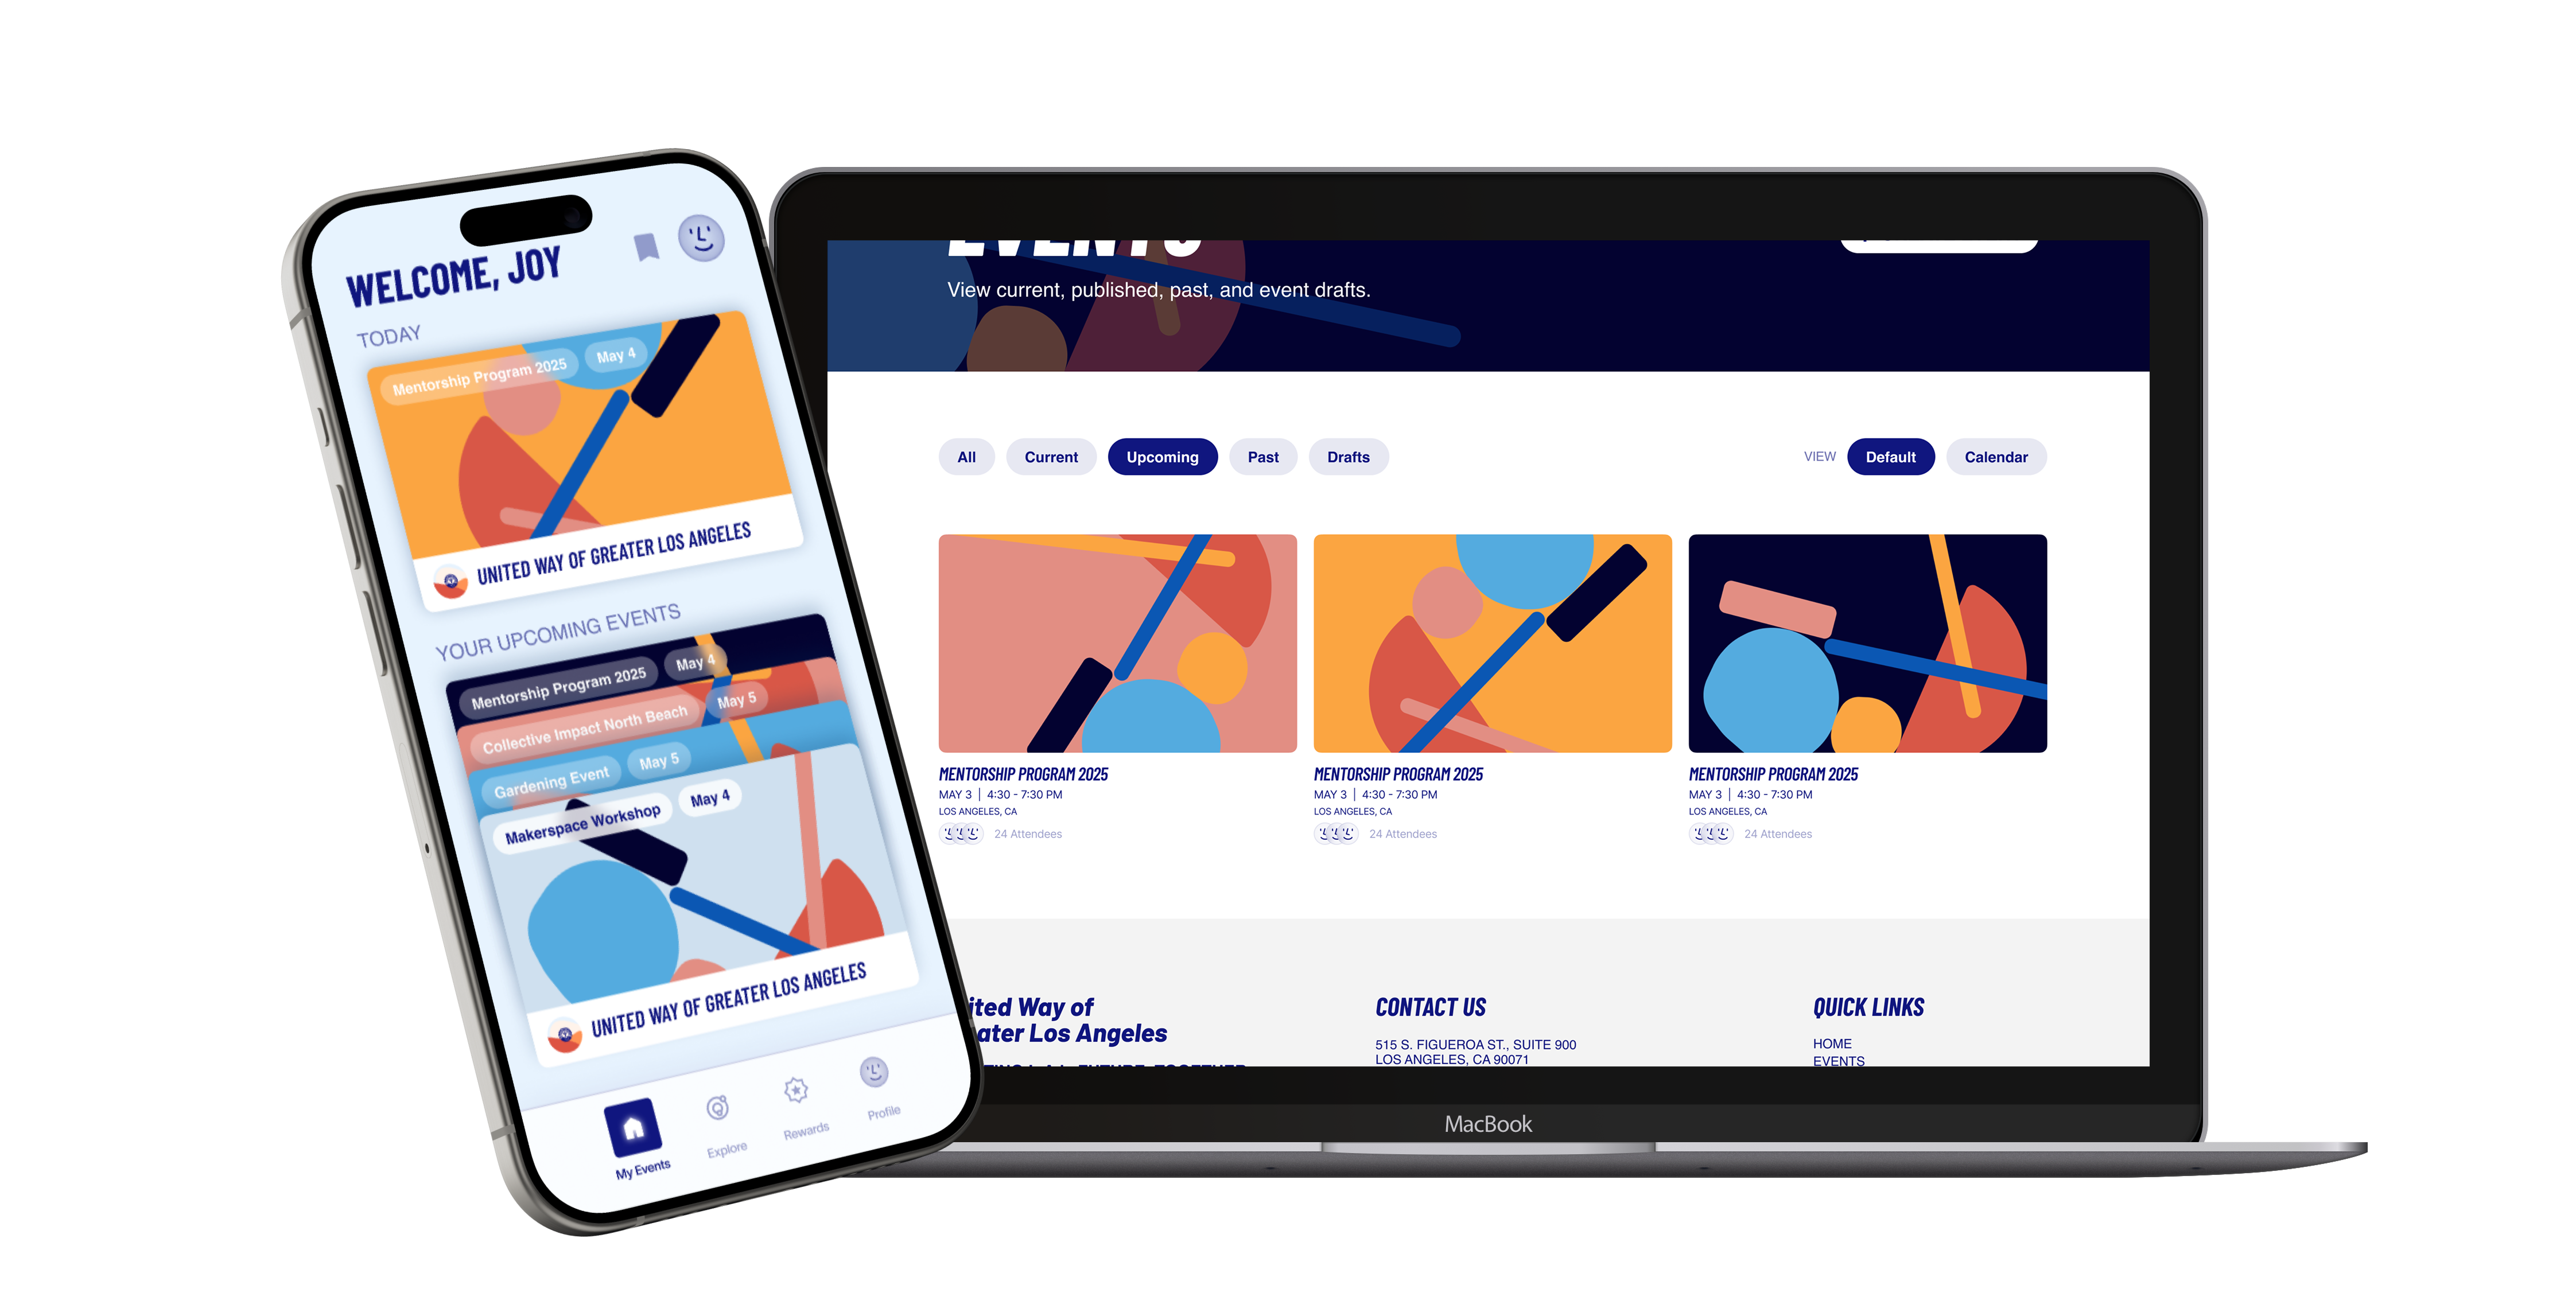 WELCOME, JOY
TODAY
Mentorship Program 2025
May 4
UNITED WAY OF GREATER LOS ANGELES
YOUR UPCOMING EVENTS
Mentorship Program 2025
May 4
Collective Impact North Beach
May 5
Gardening Event
May 5
Makerspace Workshop
May 4
UNITED WAY OF GREATER LOS ANGELES
My Events
Explore
Rewards
Profile
EVENTS
View current, published, past, and event drafts.
All
Current
Upcoming
Past
Drafts
VIEW
Default
Calendar
MENTORSHIP PROGRAM 2025
MAY 3 | 4:30 - 7:30 PM
LOS ANGELES, CA
24 Attendees
MENTORSHIP PROGRAM 2025
MAY 3 | 4:30 - 7:30 PM
LOS ANGELES, CA
24 Attendees
MENTORSHIP PROGRAM 2025
MAY 3 | 4:30 - 7:30 PM
LOS ANGELES, CA
24 Attendees
ited Way of
ater Los Angeles
CONTACT US
515 S. FIGUEROA ST., SUITE 900
LOS ANGELES, CA 90071
QUICK LINKS
HOME
EVENTS
MacBook